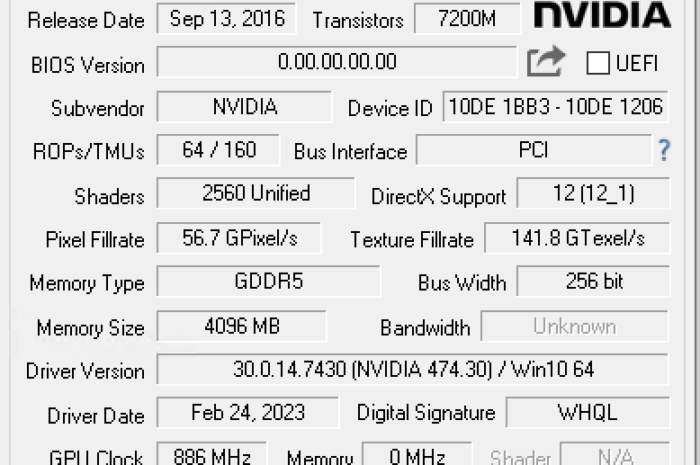 Release Date Sep 13, 2016 Transistors 7200M NVIDIA
BIOS Version 0.00.00.00.00 UEFI
Subvendor NVIDIA Device ID 10DE 1BB3 - 10DE 1206
ROPs/TMUs 64 / 160 Bus Interface PCI ?
Shaders 2560 Unified DirectX Support 12 (12_1)
Pixel Fillrate 56.7 GPixel/s Texture Fillrate 141.8 GTexel/s
Memory Type GDDR5 Bus Width 256 bit
Memory Size 4096 MB Bandwidth Unknown
Driver Version 30.0.14.7430 (NVIDIA 474.30) / Win10 64
Driver Date Feb 24, 2023 Digital Signature WHQL
GPU Clock 886 MHz Memory 0 MHz Shader N/A